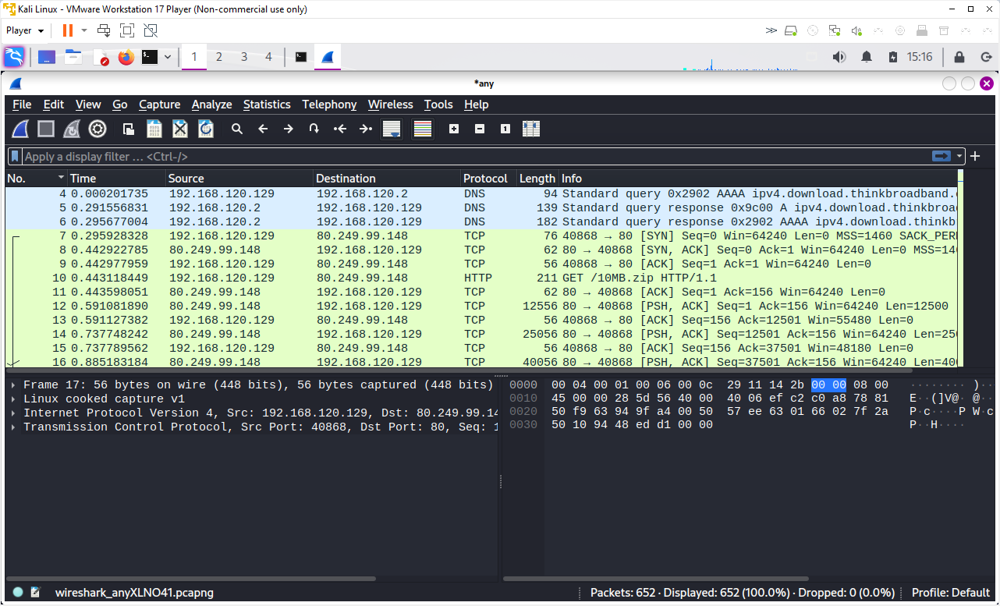 Kali Linux - VMware Workstation 17 Player (Non-commercial use only)
Player
1 2 3 4 15:16
*any
File Edit View Go Capture Analyze Statistics Telephony Wireless Tools Help
Apply a display filter … <Ctrl-/>
No. Time Source Destination Protocol Length Info
4 0.000201735 192.168.120.129 192.168.120.2 DNS 94 Standard query 0x2902 AAAA ipv4.download.thinkbroadband.
5 0.291556831 192.168.120.2 192.168.120.129 DNS 139 Standard query response 0x9c00 A ipv4.download.thinkbroa
6 0.295677004 192.168.120.2 192.168.120.129 DNS 182 Standard query response 0x2902 AAAA ipv4.download.thinkb
7 0.295928328 192.168.120.129 80.249.99.148 TCP 76 40868 → 80 [SYN] Seq=0 Win=64240 Len=0 MSS=1460 SACK_PER
8 0.442922785 80.249.99.148 192.168.120.129 TCP 62 80 → 40868 [SYN, ACK] Seq=0 Ack=1 Win=64240 Len=0 MSS=14
9 0.442977959 192.168.120.129 80.249.99.148 TCP 56 40868 → 80 [ACK] Seq=1 Ack=1 Win=64240 Len=0
10 0.443118449 192.168.120.129 80.249.99.148 HTTP 211 GET /10MB.zip HTTP/1.1
11 0.443598051 80.249.99.148 192.168.120.129 TCP 62 80 → 40868 [ACK] Seq=1 Ack=156 Win=64240 Len=0
12 0.591081890 80.249.99.148 192.168.120.129 TCP 12556 80 → 40868 [PSH, ACK] Seq=1 Ack=156 Win=64240 Len=12500
13 0.591127382 192.168.120.129 80.249.99.148 TCP 56 40868 → 80 [ACK] Seq=156 Ack=12501 Win=55480 Len=0
14 0.737748242 80.249.99.148 192.168.120.129 TCP 25056 80 → 40868 [PSH, ACK] Seq=12501 Ack=156 Win=64240 Len=25
15 0.737789562 192.168.120.129 80.249.99.148 TCP 56 40868 → 80 [ACK] Seq=156 Ack=37501 Win=48180 Len=0
16 0.885183184 80.249.99.148 192.168.120.129 TCP 40056 80 → 40868 [PSH, ACK] Seq=37501 Ack=156 Win=64240 Len=40
Frame 17: 56 bytes on wire (448 bits), 56 bytes captured (448 bits)
Linux cooked capture v1
Internet Protocol Version 4, Src: 192.168.120.129, Dst: 80.249.99.14
Transmission Control Protocol, Src Port: 40868, Dst Port: 80, Seq: 1
0000 00 04 00 01 00 06 00 0c 29 11 14 2b 00 00 08 00 ········ )··
0010 45 00 00 28 5d 56 40 00 40 06 ef c2 c0 a8 78 81 E··(]V@· @··
0020 50 f9 63 94 9f a4 00 50 57 ee 63 01 66 02 7f 2a P·c····P W·c
0030 50 10 94 48 ed d1 00 00 P··H····
wireshark_anyXLNO41.pcapng Packets: 652 · Displayed: 652 (100.0%) · Dropped: 0 (0.0%) Profile: Default